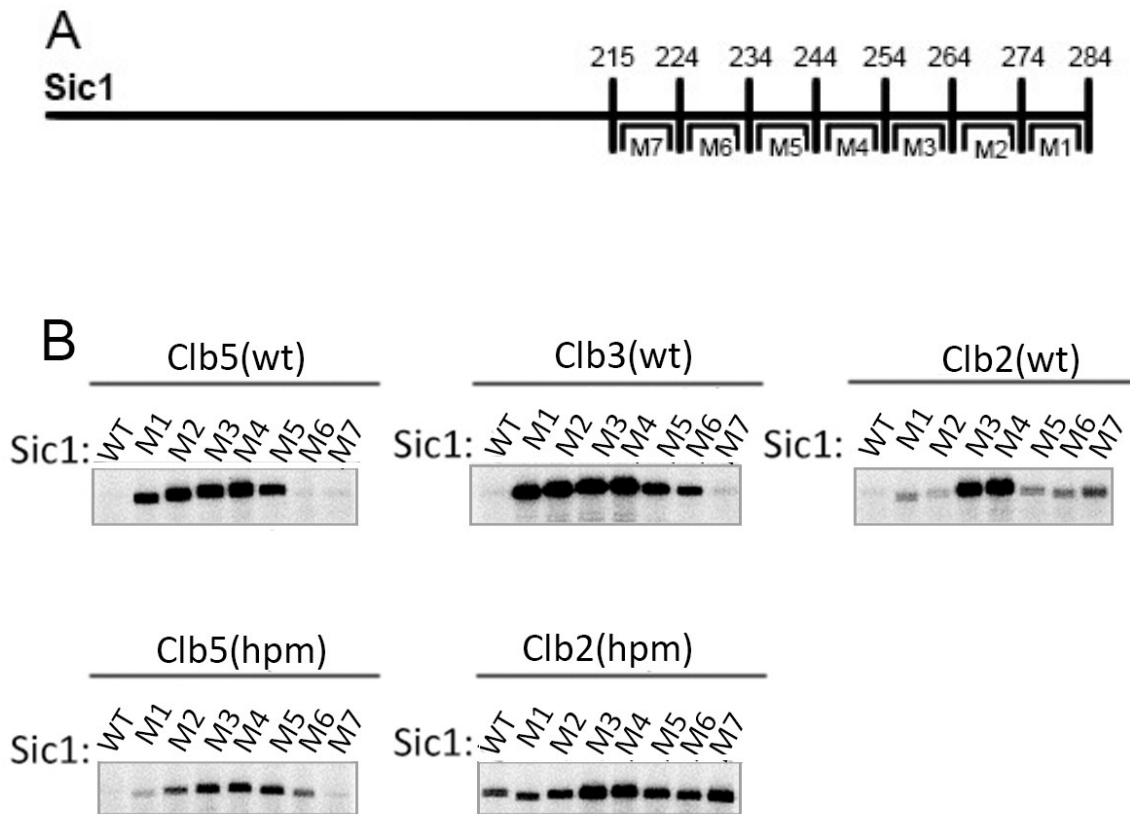 A
Sic1
215 224 234 244 254 264 274 284
M7 M6 M5 M4 M3 M2 M1
B
Clb5(wt) Clb3(wt) Clb2(wt)
Sic1: WT M1 M2 M3 M4 M5 M6 M7 Sic1: WT M1 M2 M3 M4 M5 M6 M7 Sic1: WT M1 M2 M3 M4 M5 M6 M7
Clb5(hpm) Clb2(hpm)
Sic1: WT M1 M2 M3 M4 M5 M6 M7 Sic1: WT M1 M2 M3 M4 M5 M6 M7